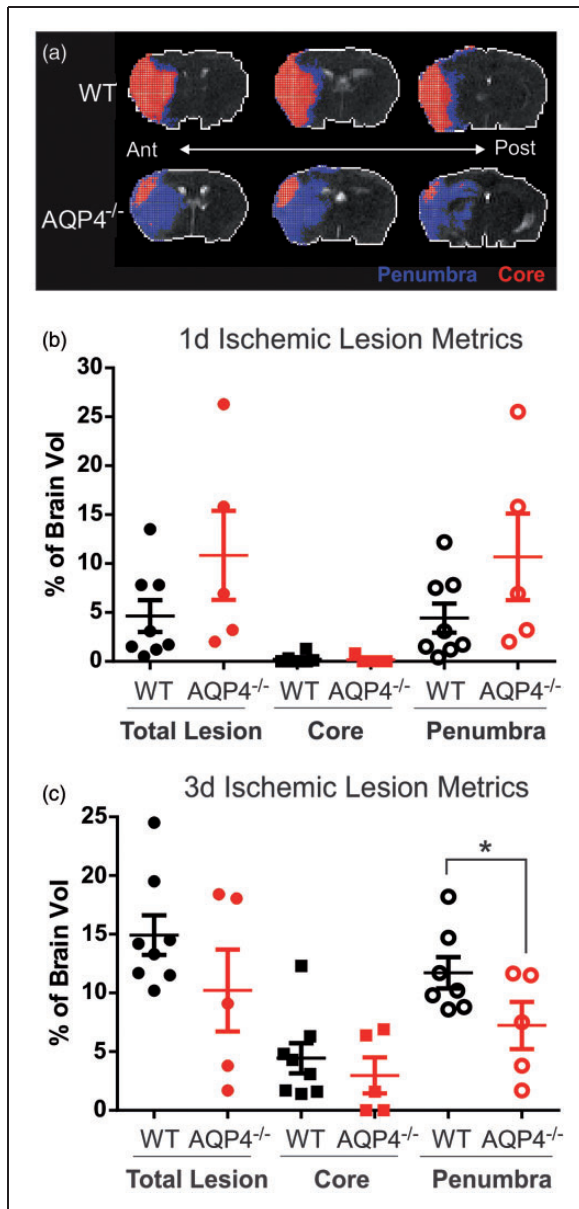 (a)
WT
Ant Post
AQP4-/-
Penumbra Core
(b) 1d Ischemic Lesion Metrics
% of Brain Vol
30
25
20
15
10
5
0
WT AQP4-/- WT AQP4-/- WT AQP4-/-
Total Lesion Core Penumbra
(c) 3d Ischemic Lesion Metrics
% of Brain Vol
25
20
15
10
5
0
*
WT AQP4-/- WT AQP4-/- WT AQP4-/-
Total Lesion Core Penumbra